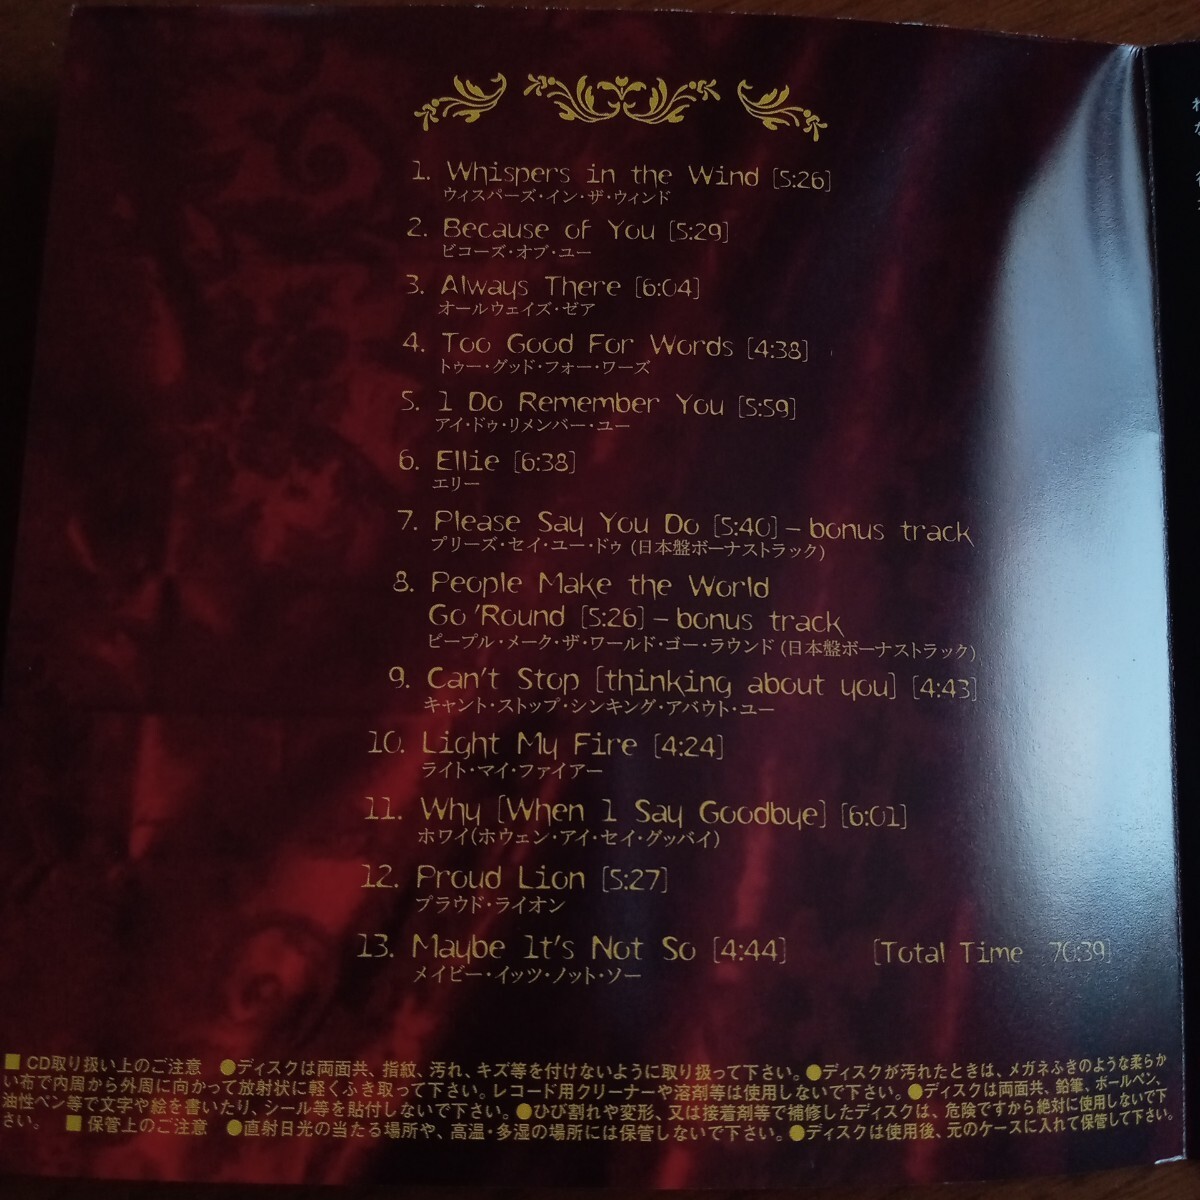 1. Whispers in the Wind [5:26]
ウィスパーズ・イン・ザ・ウィンド
2. Because of You [5:29]
ビコーズ・オブ・ユー
3. Always There [6:04]
オールウェイズ・ゼア
4. Too Good For Words [4:38]
トゥー・グッド・フォー・ワーズ
5. I Do Remember You [5:59]
アイ・ドゥ・リメンバー・ユー
6. Ellie [6:38]
エリー
7. Please Say You Do [5:40] – bonus track
プリーズ・セイ・ユー・ドゥ (日本盤ボーナストラック)
8. People Make the World
Go 'Round [5:26] – bonus track
ピープル・メーク・ザ・ワールド・ゴー・ラウンド (日本盤ボーナストラック)
9. Can't Stop [thinking about you] [4:43]
キャント・ストップ・シンキング・アバウト・ユー
10. Light My Fire [4:24]
ライト・マイ・ファイアー
11. Why [When I Say Goodbye] [6:01]
ホワイ(ホウェン・アイ・セイ・グッバイ)
12. Proud Lion [5:27]
プラウド・ライオン
13. Maybe It's Not So [4:44] [Total Time 70:39]
メイビー・イッツ・ノット・ソー
■ CD取り扱い上のご注意 ●ディスクは両面共、指紋、汚れ、キズ等を付けないように取り扱って下さい。●ディスクが汚れたときは、メガネふきのような柔らか
い布で内周から外周に向かって放射状に軽くふき取って下さい。レコード用クリーナーや溶剤等は使用しないで下さい。●ディスクは両面共、鉛筆、ボールペン、
油性ペン等で文字や絵を書いたり、シール等を貼付しないで下さい。●ひび割れや変形、又は接着剤等で補修したディスクは、危険ですから絶対に使用しないで下
さい。 ■ 保管上のご注意 ●直射日光の当たる場所や、高温・多湿の場所には保管しないで下さい。●ディスクは使用後、元のケースに入れて保管して下さい。